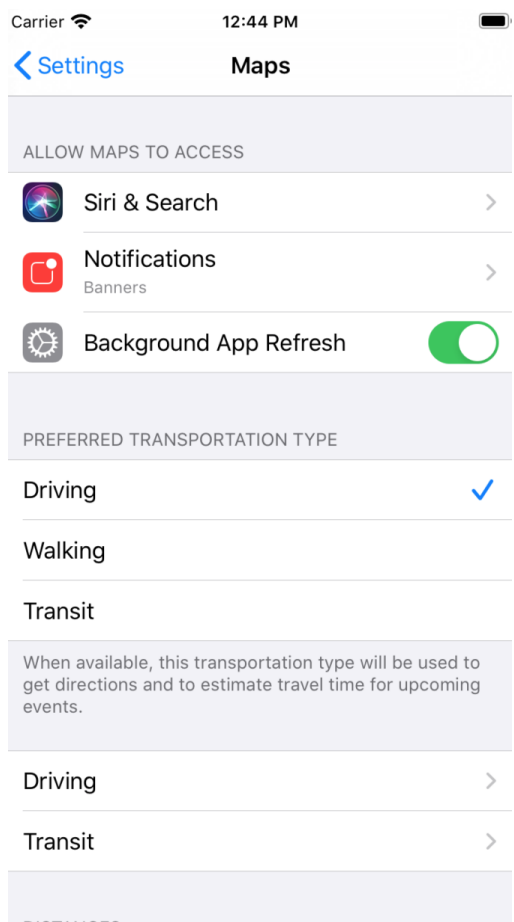 Carrier 12:44 PM
Settings Maps
ALLOW MAPS TO ACCESS
Siri & Search
Notifications
Banners
Background App Refresh
PREFERRED TRANSPORTATION TYPE
Driving
Walking
Transit
When available, this transportation type will be used to
get directions and to estimate travel time for upcoming
events.
Driving
Transit